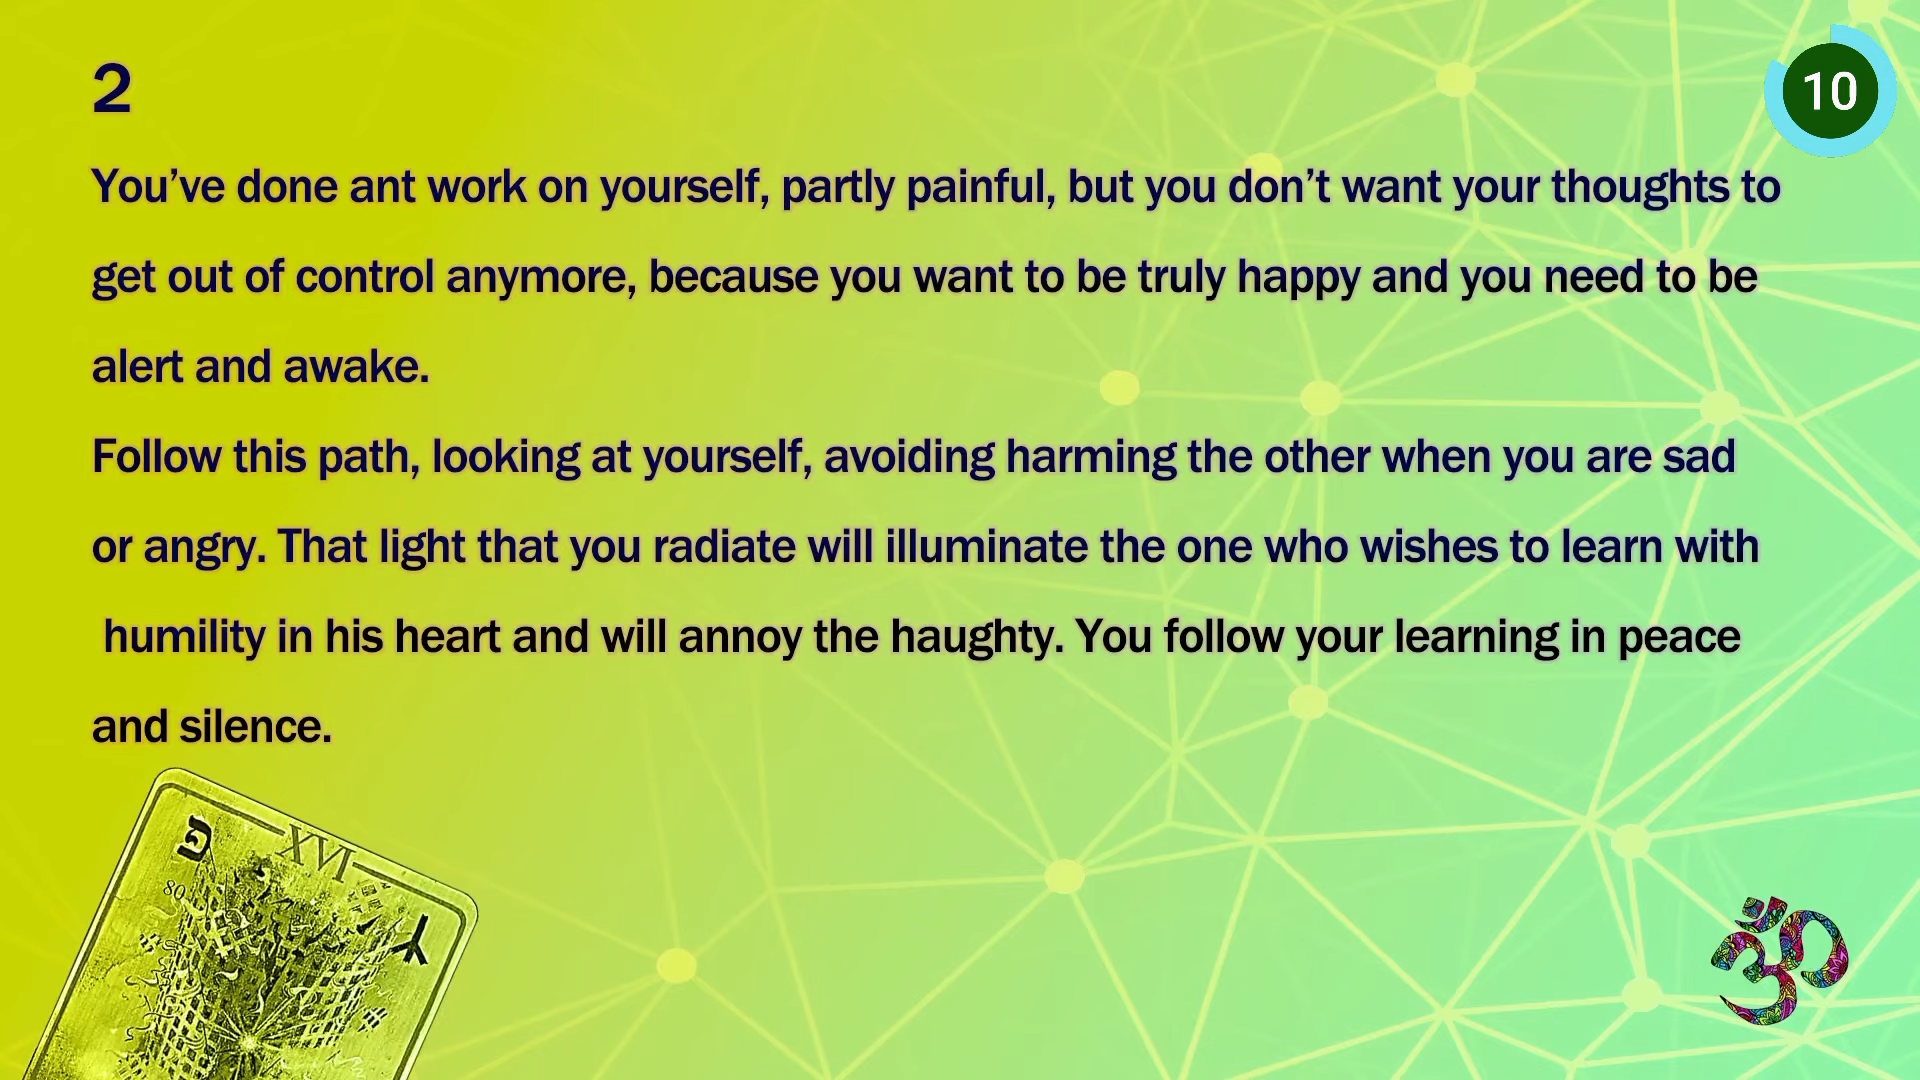 2
10
You’ve done ant work on yourself, partly painful, but you don’t want your thoughts to
get out of control anymore, because you want to be truly happy and you need to be
alert and awake.
Follow this path, looking at yourself, avoiding harming the other when you are sad
or angry. That light that you radiate will illuminate the one who wishes to learn with
humility in his heart and will annoy the haughty. You follow your learning in peace
and silence.
פ
XVI
80
ॐ